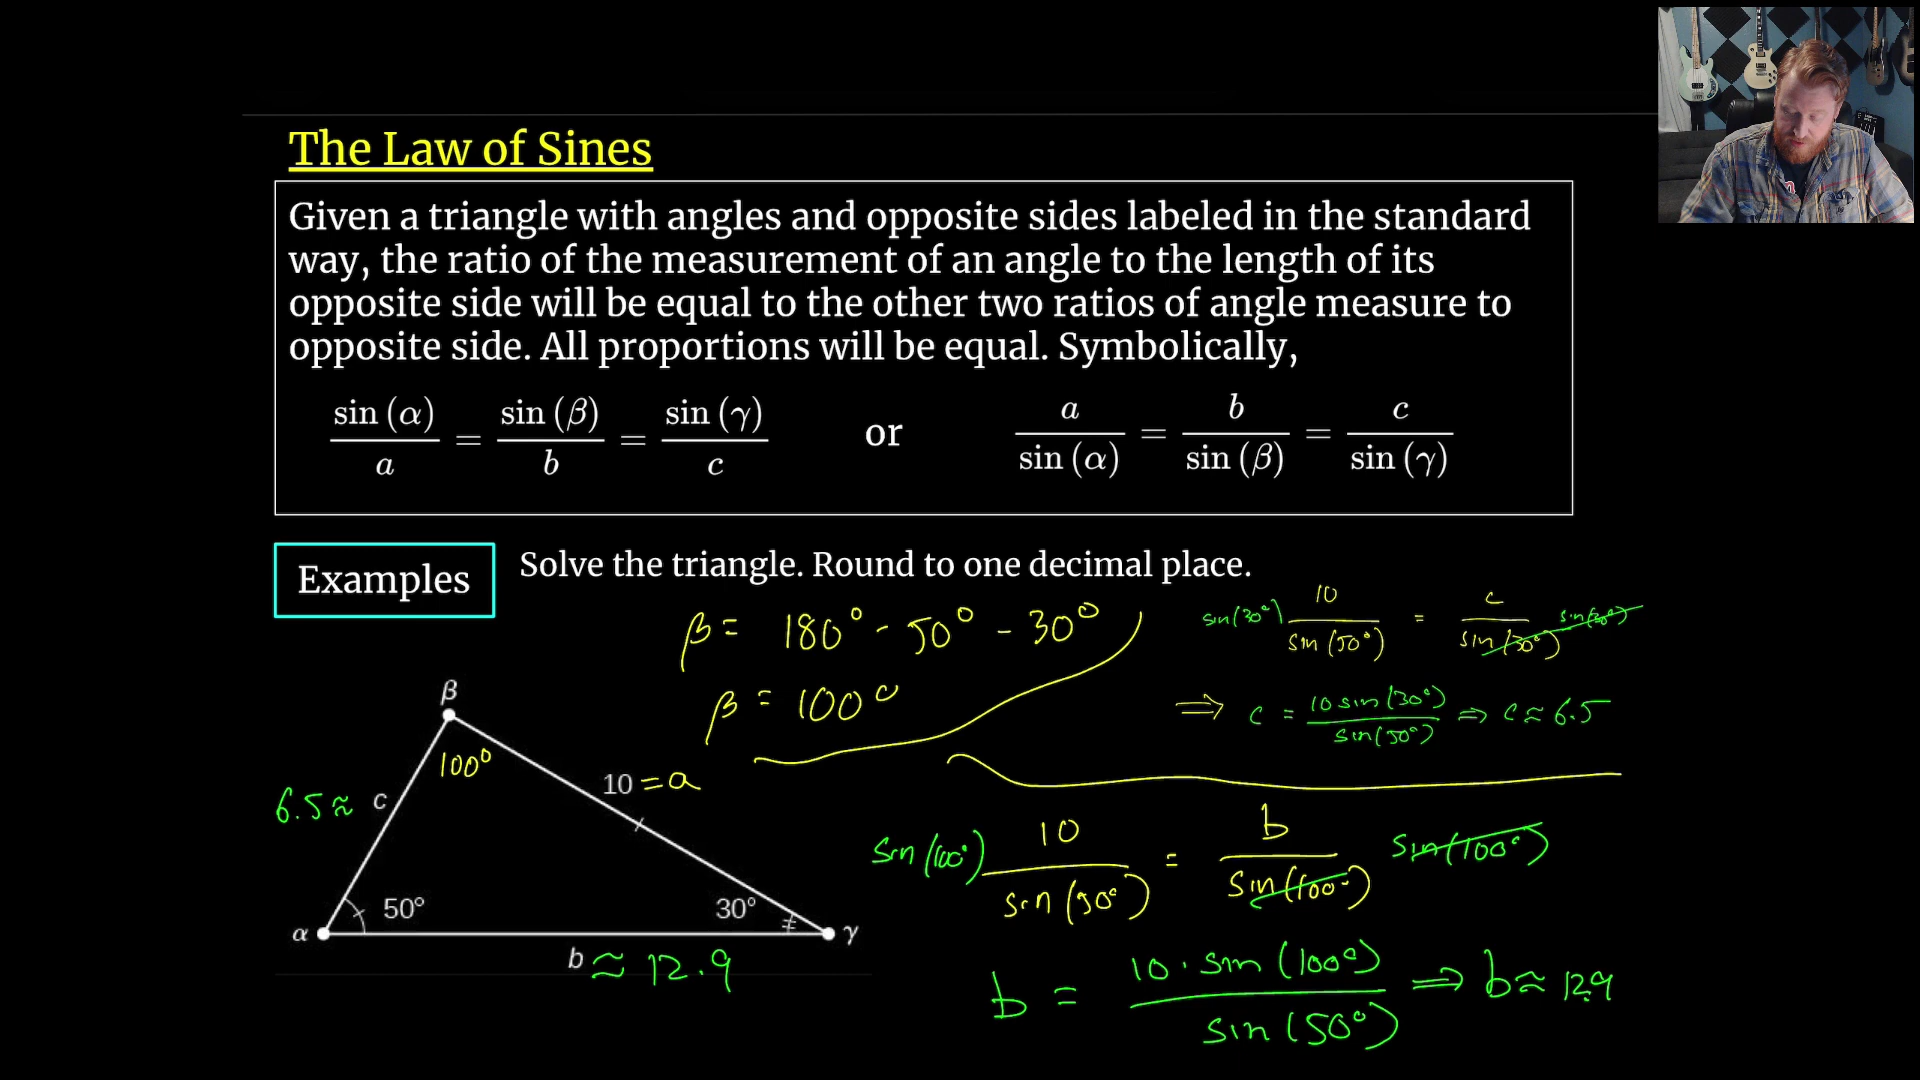 The Law of Sines
Given a triangle with angles and opposite sides labeled in the standard
way, the ratio of the measurement of an angle to the length of its
opposite side will be equal to the other two ratios of angle measure to
opposite side. All proportions will be equal. Symbolically,
sin (α) / a = sin (β) / b = sin (γ) / c or a / sin (α) = b / sin (β) = c / sin (γ)
Examples
Solve the triangle. Round to one decimal place.
β = 180° - 50° - 30°
β = 100°
sin(30°) 10 / sin(50°) = c / sin(30°) sin(30°)
⇒ c = 10 sin(30°) / sin(50°) ⇒ c ≈ 6.5
β
100°
10 = a
6.5 ≈ c
50°
30°
α
γ
b ≈ 12.9
sin(100°) 10 / sin(50°) = b / sin(100°) sin(100°)
b = 10 · sin(100°) / sin(50°) ⇒ b ≈ 12.9